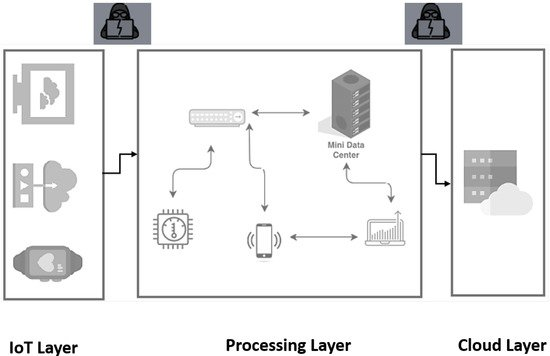 Mini Data
Center
IoT Layer
Processing Layer
Cloud Layer